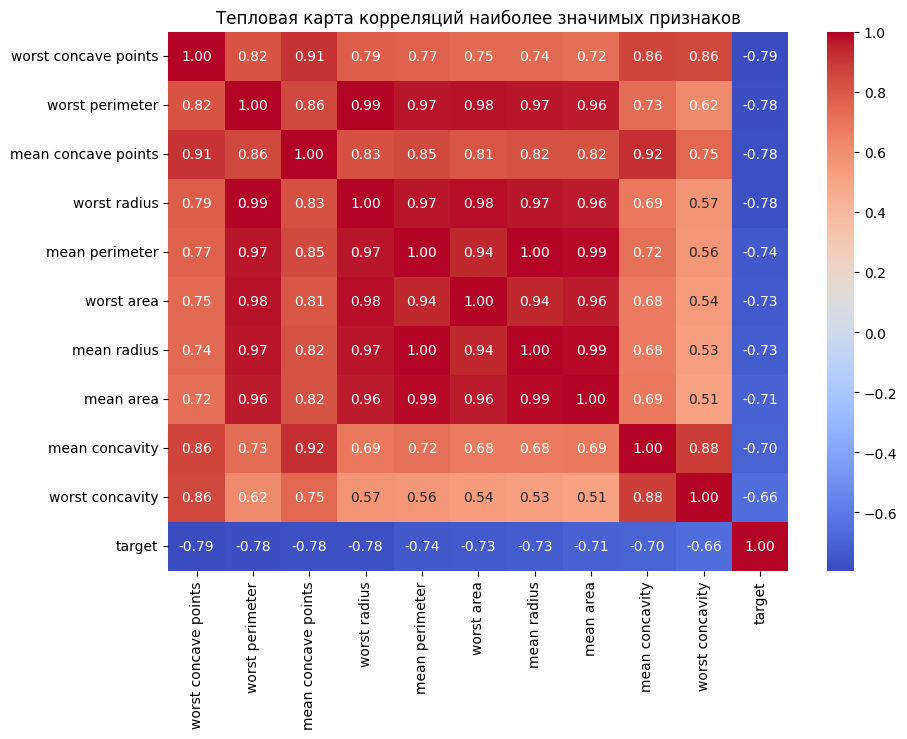 Тепловая карта корреляций наиболее значимых признаков
worst concave points 1.00 0.82 0.91 0.79 0.77 0.75 0.74 0.72 0.86 0.86 -0.79
worst perimeter 0.82 1.00 0.86 0.99 0.97 0.98 0.97 0.96 0.73 0.62 -0.78
mean concave points 0.91 0.86 1.00 0.83 0.85 0.81 0.82 0.82 0.92 0.75 -0.78
worst radius 0.79 0.99 0.83 1.00 0.97 0.98 0.97 0.96 0.69 0.57 -0.78
mean perimeter 0.77 0.97 0.85 0.97 1.00 0.94 1.00 0.99 0.72 0.56 -0.74
worst area 0.75 0.98 0.81 0.98 0.94 1.00 0.94 0.96 0.68 0.54 -0.73
mean radius 0.74 0.97 0.82 0.97 1.00 0.94 1.00 0.99 0.68 0.53 -0.73
mean area 0.72 0.96 0.82 0.96 0.99 0.96 0.99 1.00 0.69 0.51 -0.71
mean concavity 0.86 0.73 0.92 0.69 0.72 0.68 0.68 0.69 1.00 0.88 -0.70
worst concavity 0.86 0.62 0.75 0.57 0.56 0.54 0.53 0.51 0.88 1.00 -0.66
target -0.79 -0.78 -0.78 -0.78 -0.74 -0.73 -0.73 -0.71 -0.70 -0.66 1.00
worst concave points
worst perimeter
mean concave points
worst radius
mean perimeter
worst area
mean radius
mean area
mean concavity
worst concavity
target
1.0
0.8
0.6
0.4
0.2
0.0
−0.2
−0.4
−0.6